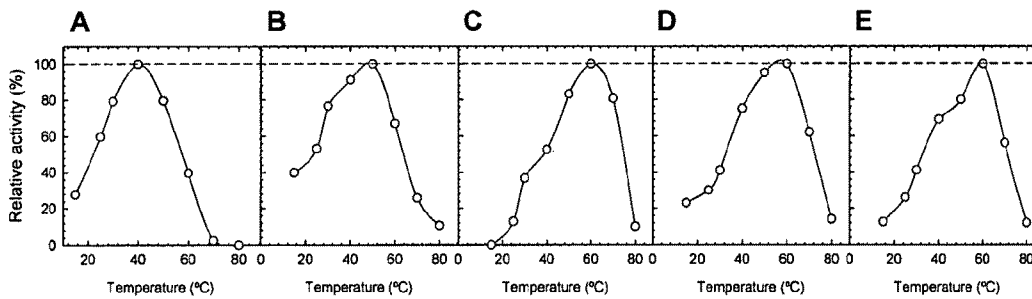 A B C D E
Relative activity (%)
100
80
60
40
20
0
20 40 60 80 0 20 40 60 80 0 20 40 60 80 0 20 40 60 80 0 20 40 60 80
Temperature (ºC) Temperature (ºC) Temperature (ºC) Temperature (ºC) Temperature (ºC)